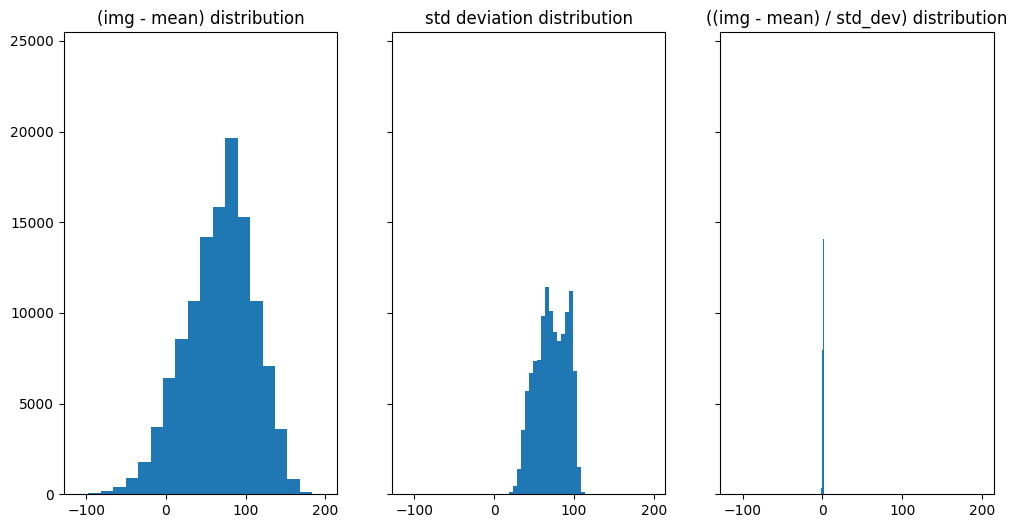 (img - mean) distribution
std deviation distribution
((img - mean) / std_dev) distribution
25000
20000
15000
10000
5000
0
−100 0 100 200
−100 0 100 200
−100 0 100 200